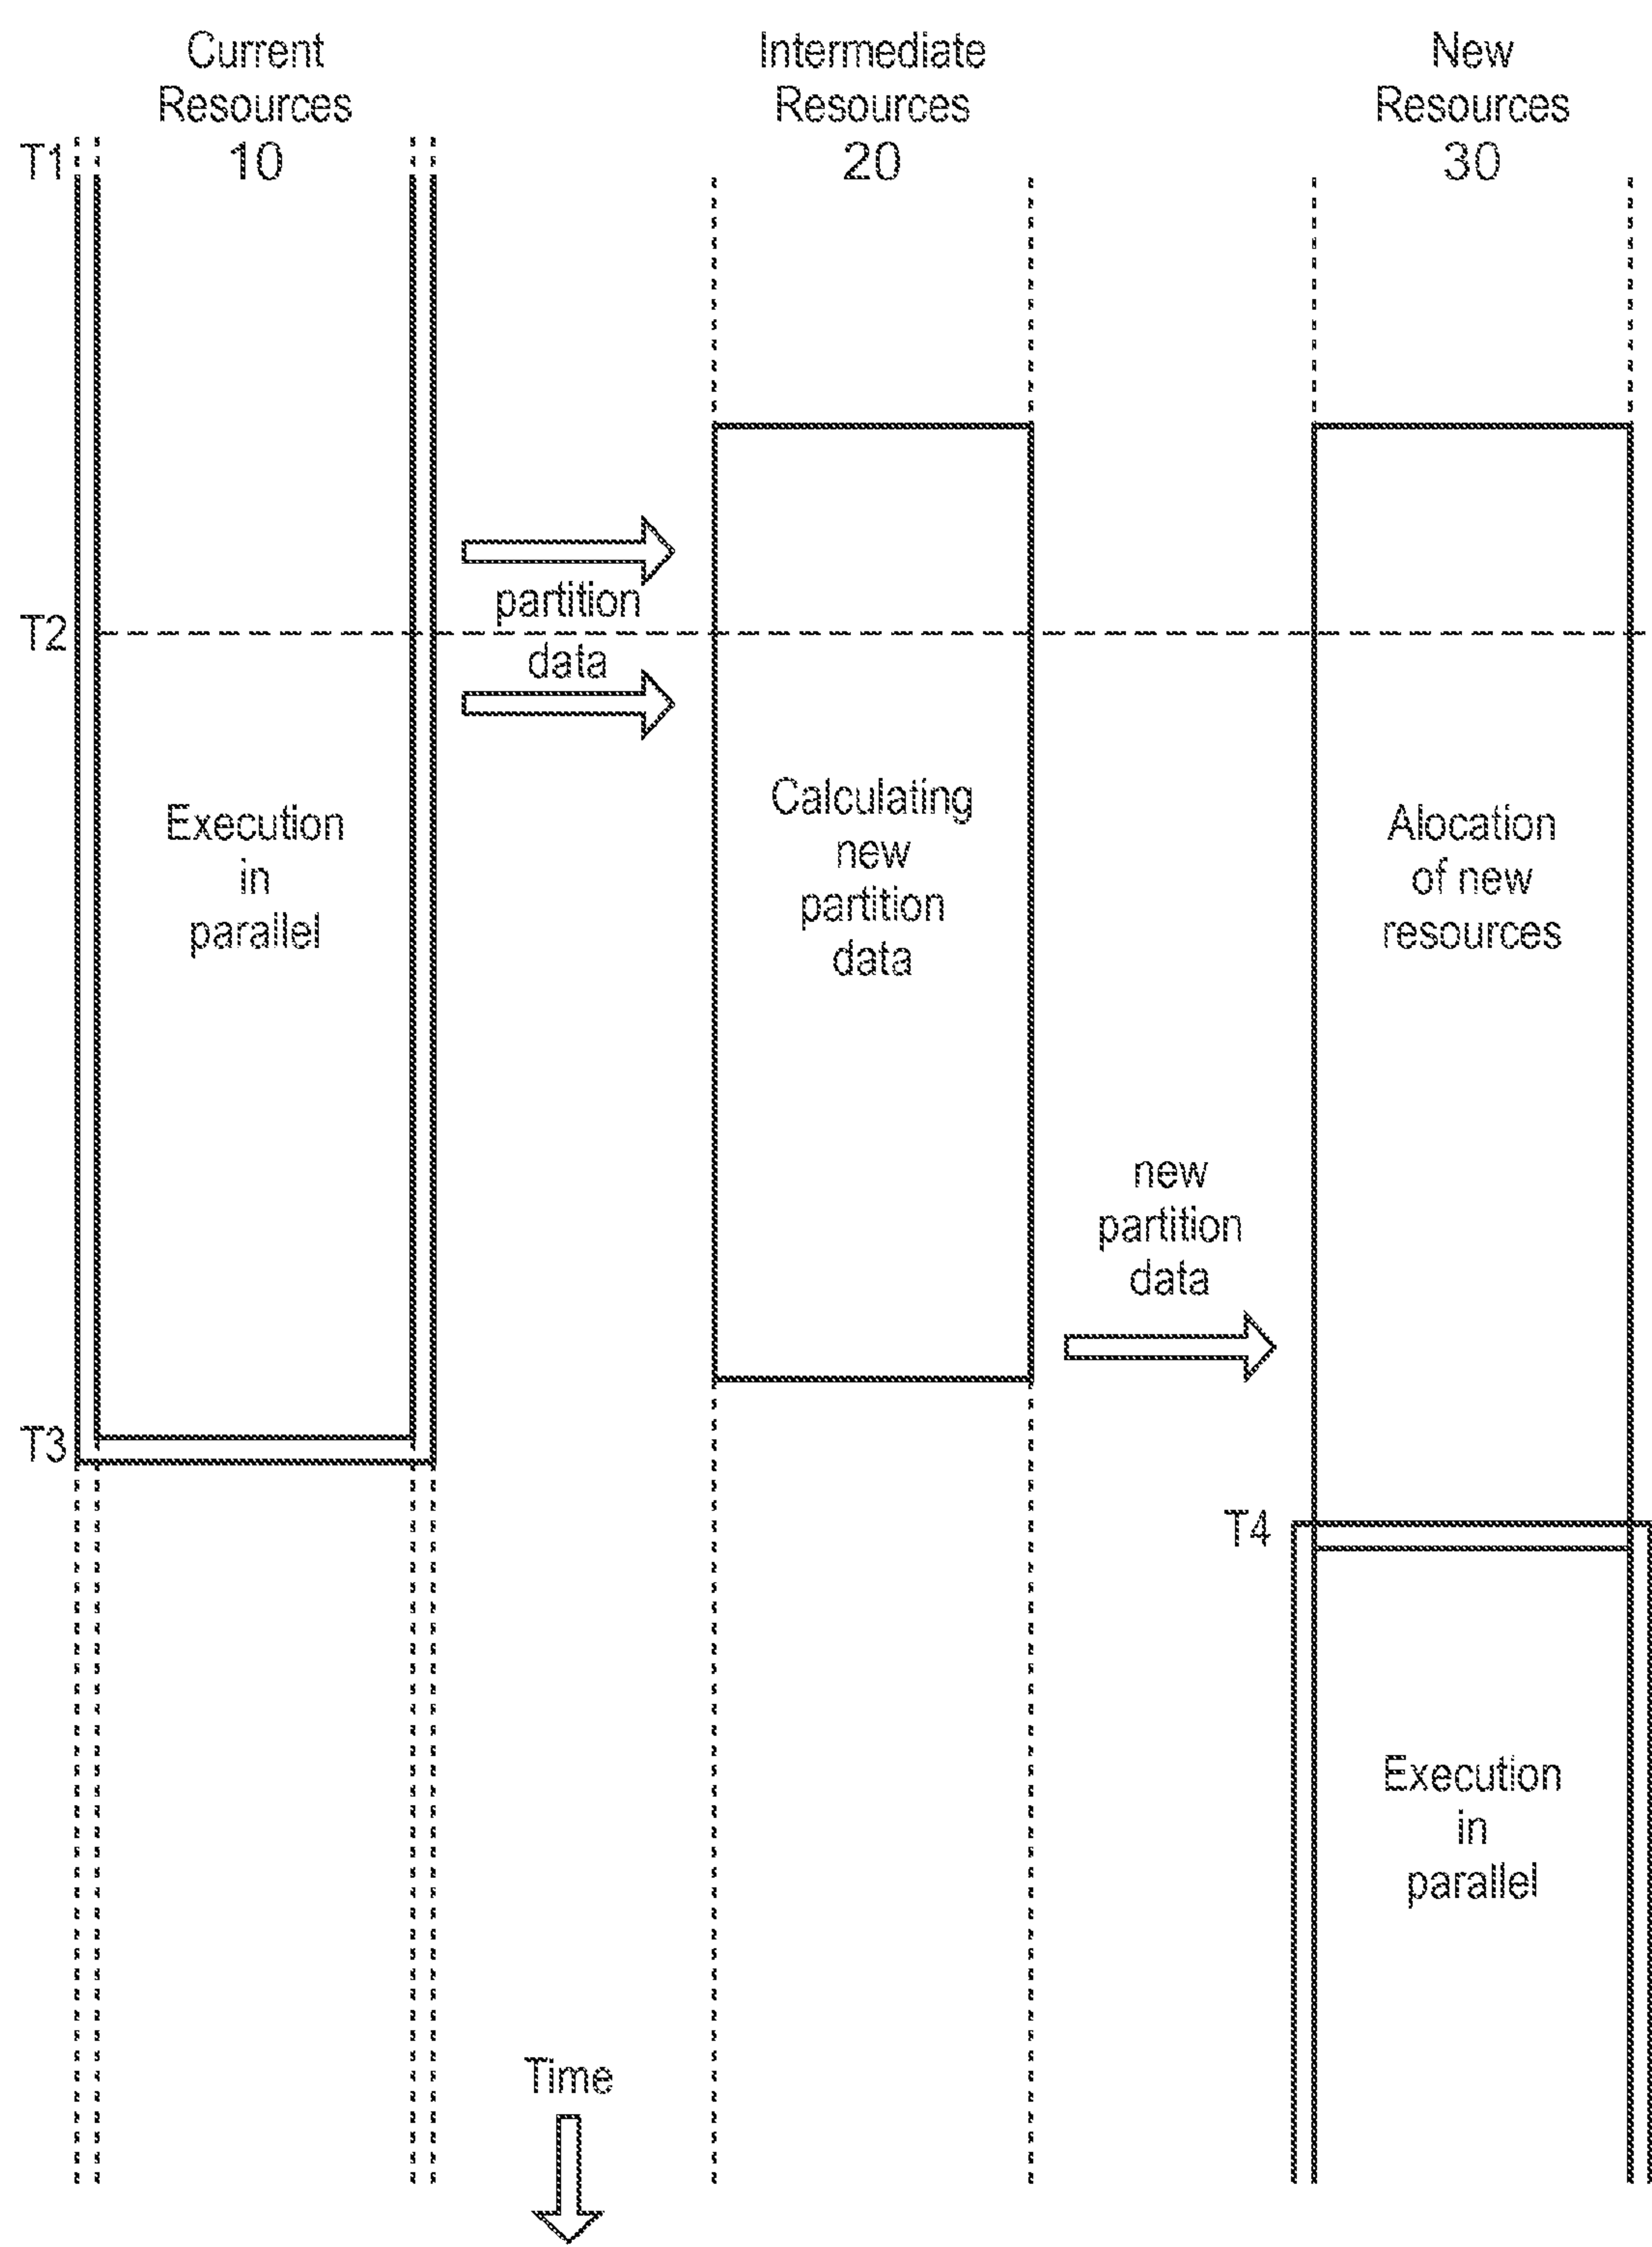 Current
Resources
10
Intermediate
Resources
20
New
Resources
30
T1
partition
T2
data
Execution
in
parallel
Calculating
new
partition
data
Alocation
of new
resources
new
partition
data
T3
T4
Execution
in
parallel
Time